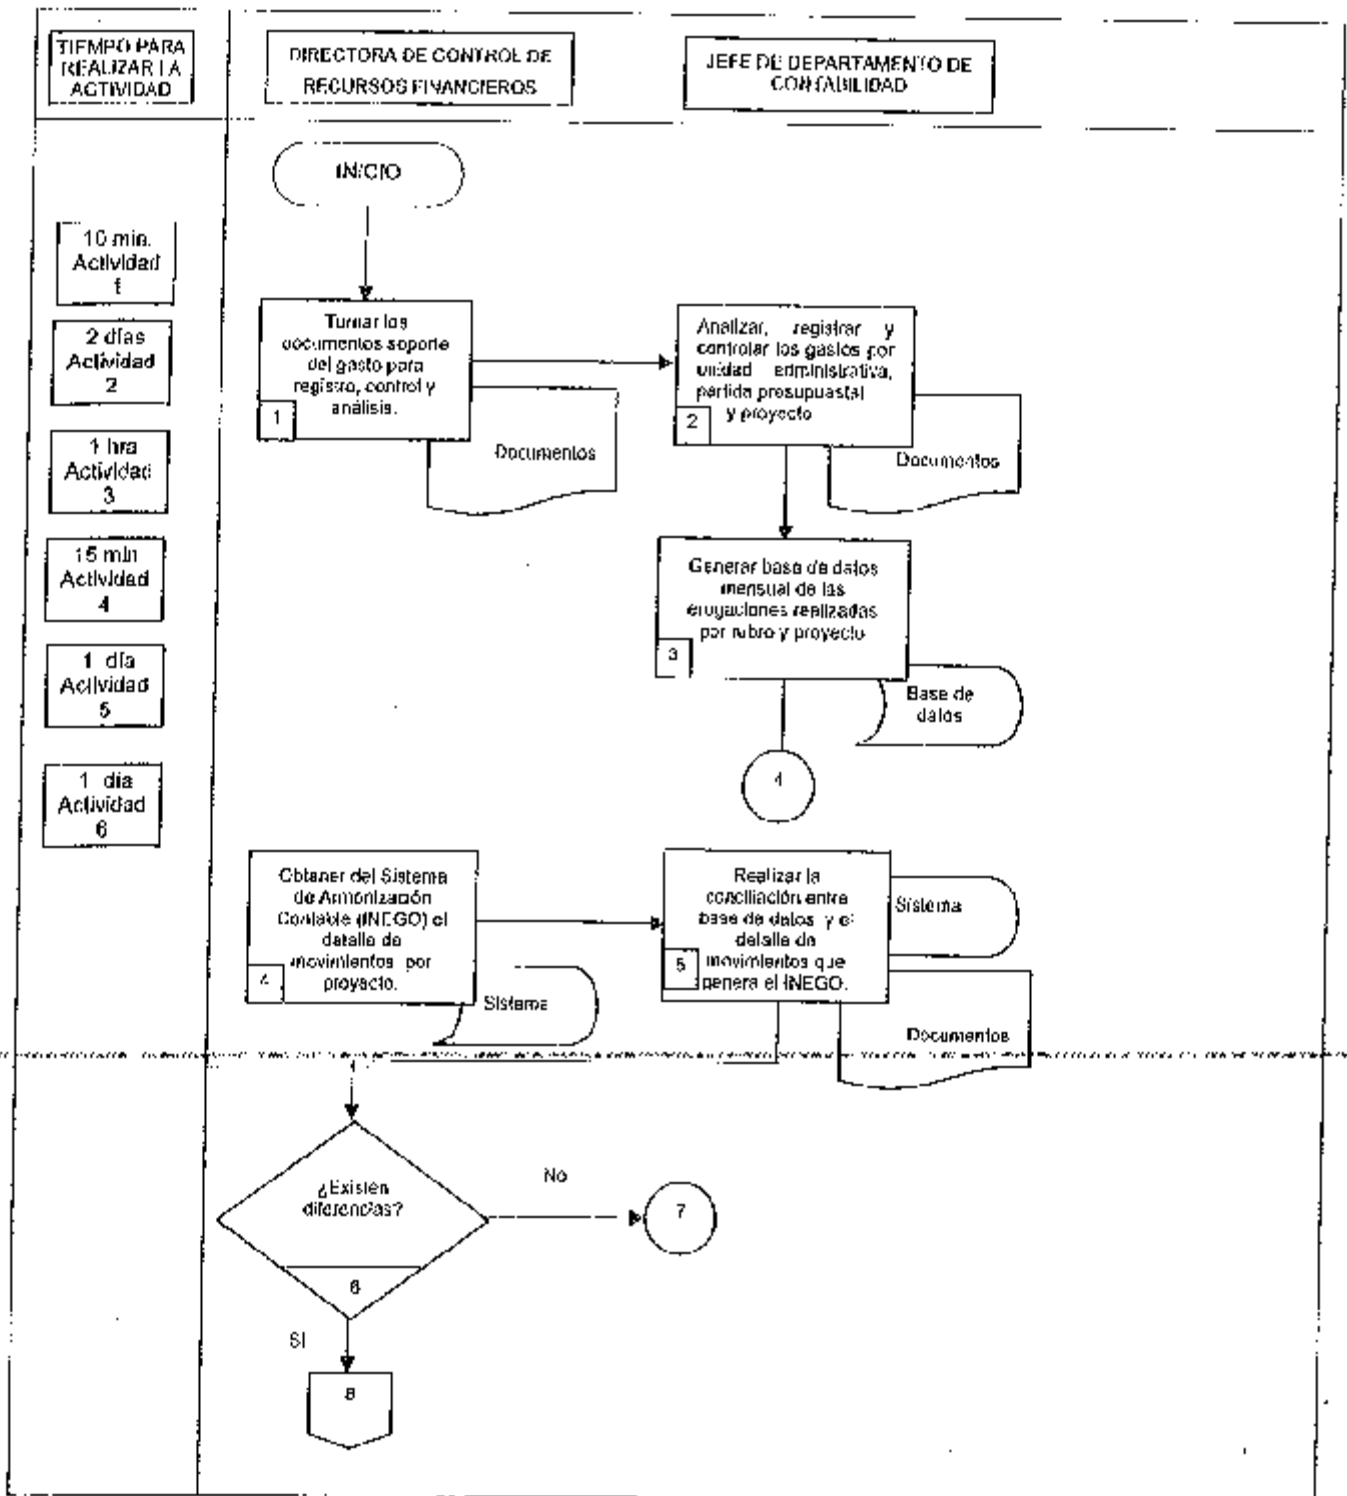 TIEMPO PARA
REALIZAR LA
ACTIVIDAD
DIRECTORA DE CONTROL DE
RECURSOS FINANCIEROS
JEFE DE DEPARTAMENTO DE
CONTABILIDAD
INICIO
10 min.
Actividad
1
2 días
Actividad
2
1 hra
Actividad
3
15 min
Actividad
4
1 día
Actividad
5
1 día
Actividad
6
Turnar los
documentos soporte
del gasto para
registro, control y
análisis.
1
Documentos
Analizar, registrar y
controlar los gastos por
unidad administrativa,
partida presupuestal
y proyecto
2
Documentos
Generar base de datos
mensual de las
erogaciones realizadas
por rubro y proyecto
3
Base de
datos
4
Obtener del Sistema
de Armonización
Contable (INEGO) el
detalle de
movimientos por
proyecto.
4
Sistema
Realizar la
conciliación entre
base de datos y el
detalle de
movimientos que
genera el INEGO.
5
Sistema
Documentos
¿Existen
diferencias?
6
No
7
SI
8